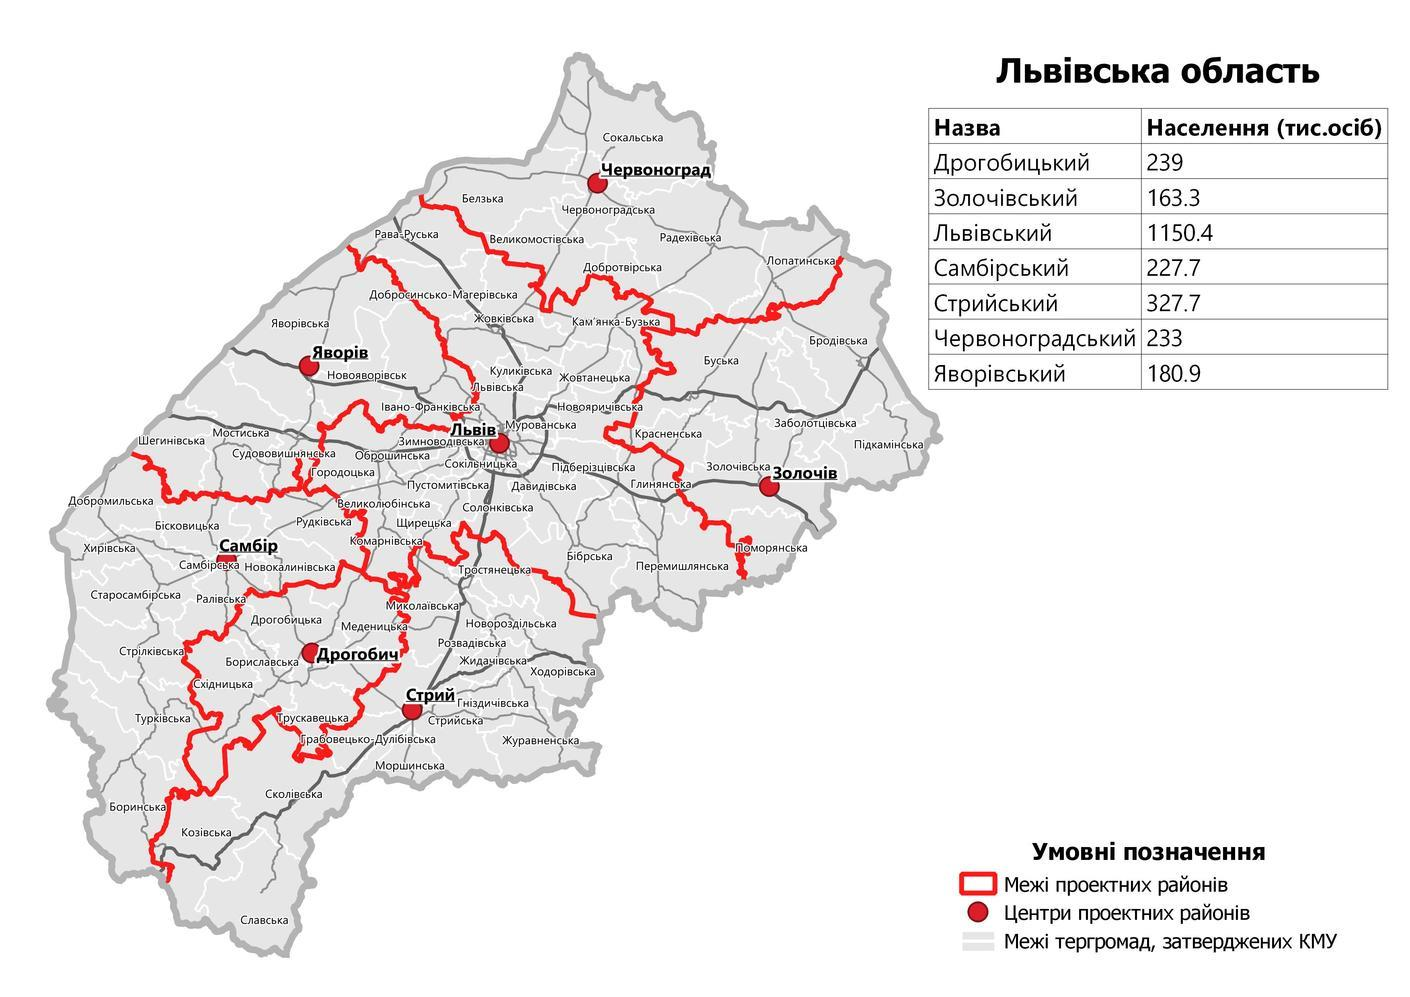 Львівська область
Назва Населення (тис.осіб)
Дрогобицький 239
Золочівський 163.3
Львівський 1150.4
Самбірський 227.7
Стрийський 327.7
Червоноградський 233
Яворівський 180.9
Сокальська
Червоноград
Белзька
Червоноградська
Рава-Руська
Великомостівська
Радехівська
Лопатинська
Добротвірська
Добросинсько-Магерівська
Яворівська
Жовківська
Кам'янка-Бузька
Бродівська
Яворів
Буська
Новояворівськ
Куликівська
Жовтанецька
Львівська
Івано-Франківська
Новояричівська
Заболотцівська
Шегинівська
Мостиська
Львів
Мурованська
Красненська
Підкамінська
Зимноводівська
Судововишнянська
Оброшинська
Сокільницька
Підберізцівська
Золочівська
Золочів
Городоцька
Пустомитівська
Давидівська
Глинянська
Добромильська
Великолюбінська
Солонківська
Бісковицька
Рудківська
Щирецька
Хирівська
Самбір
Комарнівська
Поморянська
Бібрська
Самбірська
Новокалинівська
Тростянецька
Перемишлянська
Старосамбірська
Ралівська
Миколаївська
Дрогобицька
Меденицька
Новороздільська
Стрілківська
Розвадівська
Бориславська
Дрогобич
Жидачівська
Ходорівська
Східницька
Стрий
Гніздичівська
Турківська
Трускавецька
Стрийська
Грабовецько-Дулібівська
Журавненська
Моршинська
Боринська
Сколівська
Козівська
Славська
Умовні позначення
Межі проектних районів
Центри проектних районів
Межі тергромад, затверджених КМУ